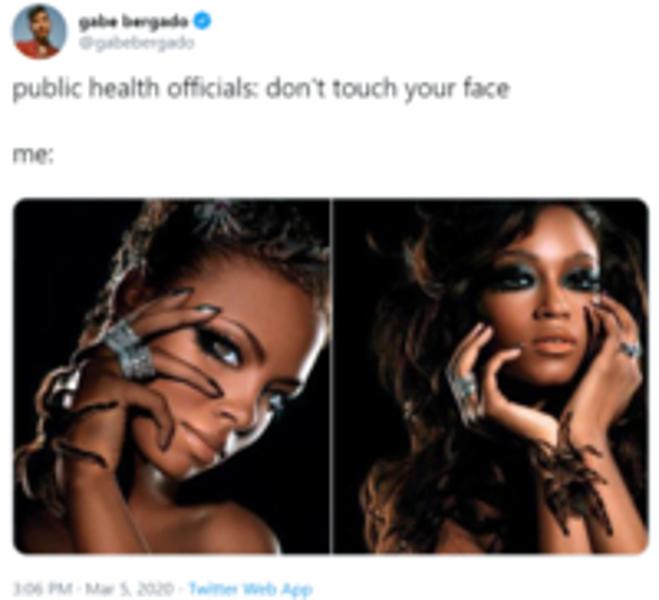 gabe bergado
@gabebergado
public health officials: don't touch your face
me:
3:06 PM · Mar 5, 2020 · Twitter Web App